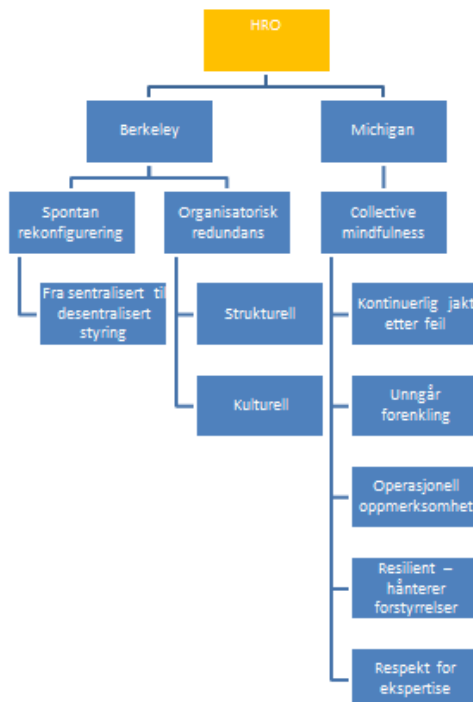 HRO
Berkeley
Michigan
Spontan
rekonfigurering
Organisatorisk
redundans
Collective
mindfulness
Fra sentralisert til
desentralisert
styring
Strukturell
Kontinuerlig jakt
etter feil
Kulturell
Unngår
forenkling
Operasjonell
oppmerksomhet
Resilient –
hånterer
forstyrrelser
Respekt for
ekspertise